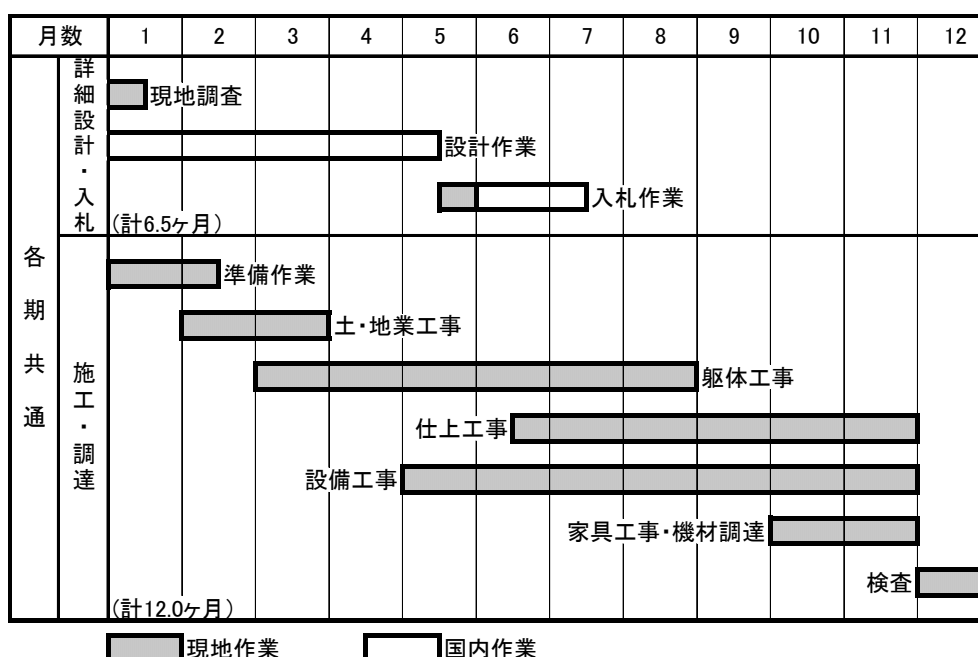 月数 1 2 3 4 5 6 7 8 9 10 11 12
各期共通
詳細設計・入札
現地調査
設計作業
入札作業
(計6.5ヶ月)
施工・調達
準備作業
土・地業工事
躯体工事
仕上工事
設備工事
家具工事・機材調達
検査
(計12.0ヶ月)
現地作業 国内作業